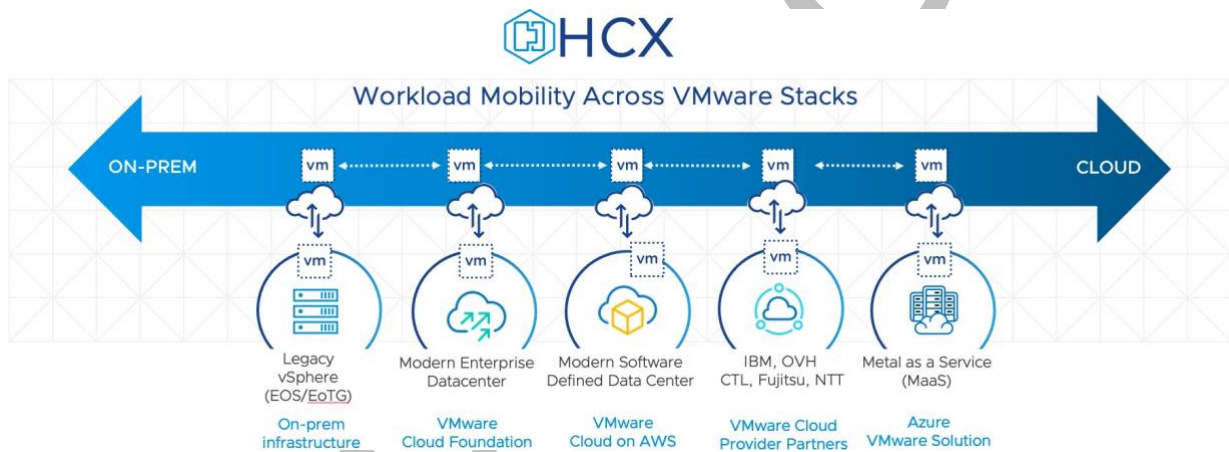 HCX
Workload Mobility Across VMware Stacks
ON-PREM
vm
vm
vm
vm
vm
CLOUD
vm
vm
vm
vm
vm
Legacy
vSphere
(EOS/EoTG)
On-prem
infrastructure
Modern Enterprise
Datacenter
VMware
Cloud Foundation
Modern Software
Defined Data Center
VMware
Cloud on AWS
IBM, OVH
CTL, Fujitsu, NTT
VMware Cloud
Provider Partners
Metal as a Service
(MaaS)
Azure
VMware Solution